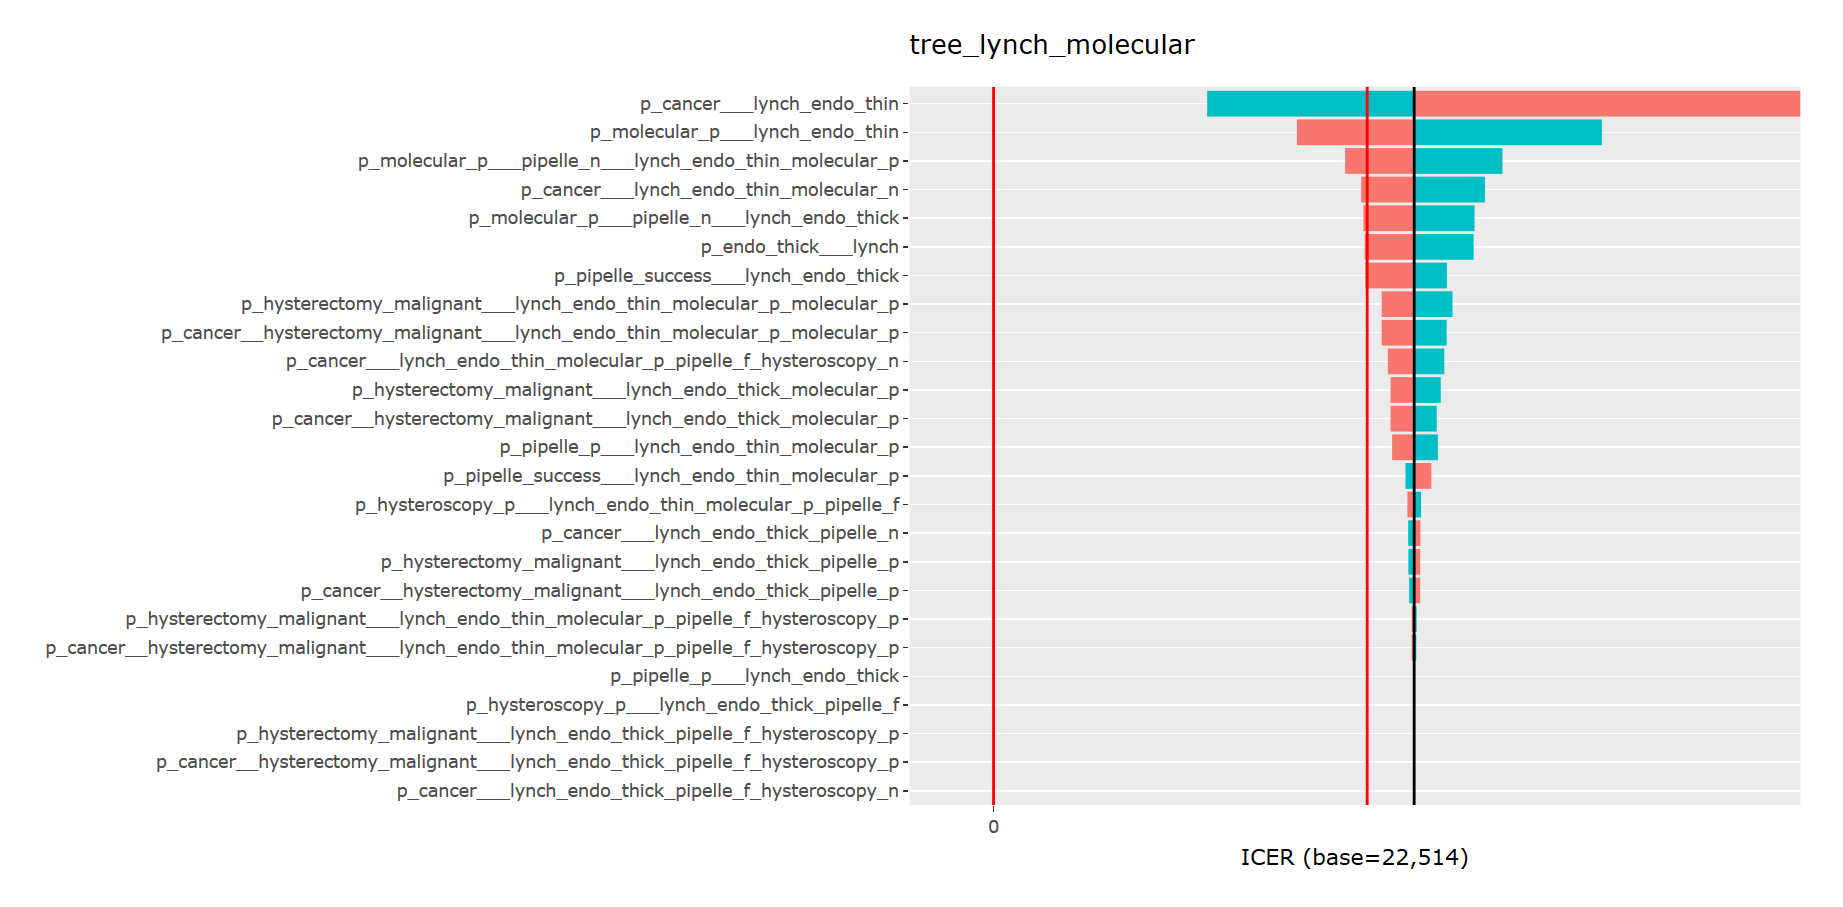 tree_lynch_molecular
p_cancer___lynch_endo_thin
p_molecular_p___lynch_endo_thin
p_molecular_p___pipelle_n___lynch_endo_thin_molecular_p
p_cancer___lynch_endo_thin_molecular_n
p_molecular_p___pipelle_n___lynch_endo_thick
p_endo_thick___lynch
p_pipelle_success___lynch_endo_thick
p_hysterectomy_malignant___lynch_endo_thin_molecular_p_molecular_p
p_cancer__hysterectomy_malignant___lynch_endo_thin_molecular_p_molecular_p
p_cancer___lynch_endo_thin_molecular_p_pipelle_f_hysteroscopy_n
p_hysterectomy_malignant___lynch_endo_thick_molecular_p
p_cancer__hysterectomy_malignant___lynch_endo_thick_molecular_p
p_pipelle_p___lynch_endo_thin_molecular_p
p_pipelle_success___lynch_endo_thin_molecular_p
p_hysteroscopy_p___lynch_endo_thin_molecular_p_pipelle_f
p_cancer___lynch_endo_thick_pipelle_n
p_hysterectomy_malignant___lynch_endo_thick_pipelle_p
p_cancer__hysterectomy_malignant___lynch_endo_thick_pipelle_p
p_hysterectomy_malignant___lynch_endo_thin_molecular_p_pipelle_f_hysteroscopy_p
p_cancer__hysterectomy_malignant___lynch_endo_thin_molecular_p_pipelle_f_hysteroscopy_p
p_pipelle_p___lynch_endo_thick
p_hysteroscopy_p___lynch_endo_thick_pipelle_f
p_hysterectomy_malignant___lynch_endo_thick_pipelle_f_hysteroscopy_p
p_cancer__hysterectomy_malignant___lynch_endo_thick_pipelle_f_hysteroscopy_p
p_cancer___lynch_endo_thick_pipelle_f_hysteroscopy_n
0
ICER (base=22,514)